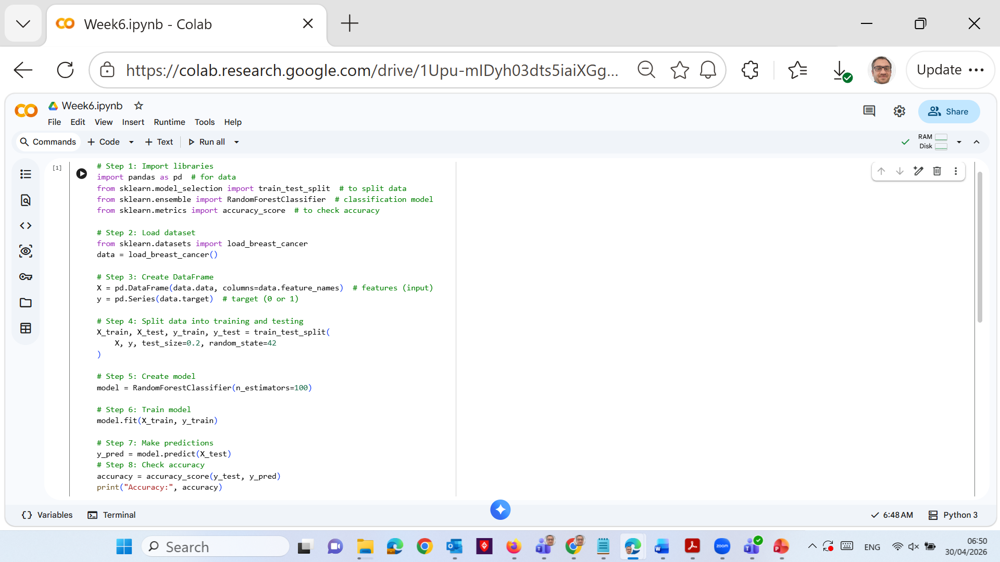 Week6.ipynb - Colab
https://colab.research.google.com/drive/1Upu-mIDyh03dts5iaiXGg...
Update
Week6.ipynb
Share
File Edit View Insert Runtime Tools Help
Commands + Code + Text Run all
RAM
Disk
[1]
# Step 1: Import libraries
import pandas as pd  # for data
from sklearn.model_selection import train_test_split  # to split data
from sklearn.ensemble import RandomForestClassifier  # classification model
from sklearn.metrics import accuracy_score  # to check accuracy
# Step 2: Load dataset
from sklearn.datasets import load_breast_cancer
data = load_breast_cancer()
# Step 3: Create DataFrame
X = pd.DataFrame(data.data, columns=data.feature_names)  # features (input)
y = pd.Series(data.target)  # target (0 or 1)
# Step 4: Split data into training and testing
X_train, X_test, y_train, y_test = train_test_split(
    X, y, test_size=0.2, random_state=42
)
# Step 5: Create model
model = RandomForestClassifier(n_estimators=100)
# Step 6: Train model
model.fit(X_train, y_train)
# Step 7: Make predictions
y_pred = model.predict(X_test)
# Step 8: Check accuracy
accuracy = accuracy_score(y_test, y_pred)
print("Accuracy:", accuracy)
{} Variables Terminal
6:48 AM Python 3
Search
zoom
ENG
06:50
30/04/2026